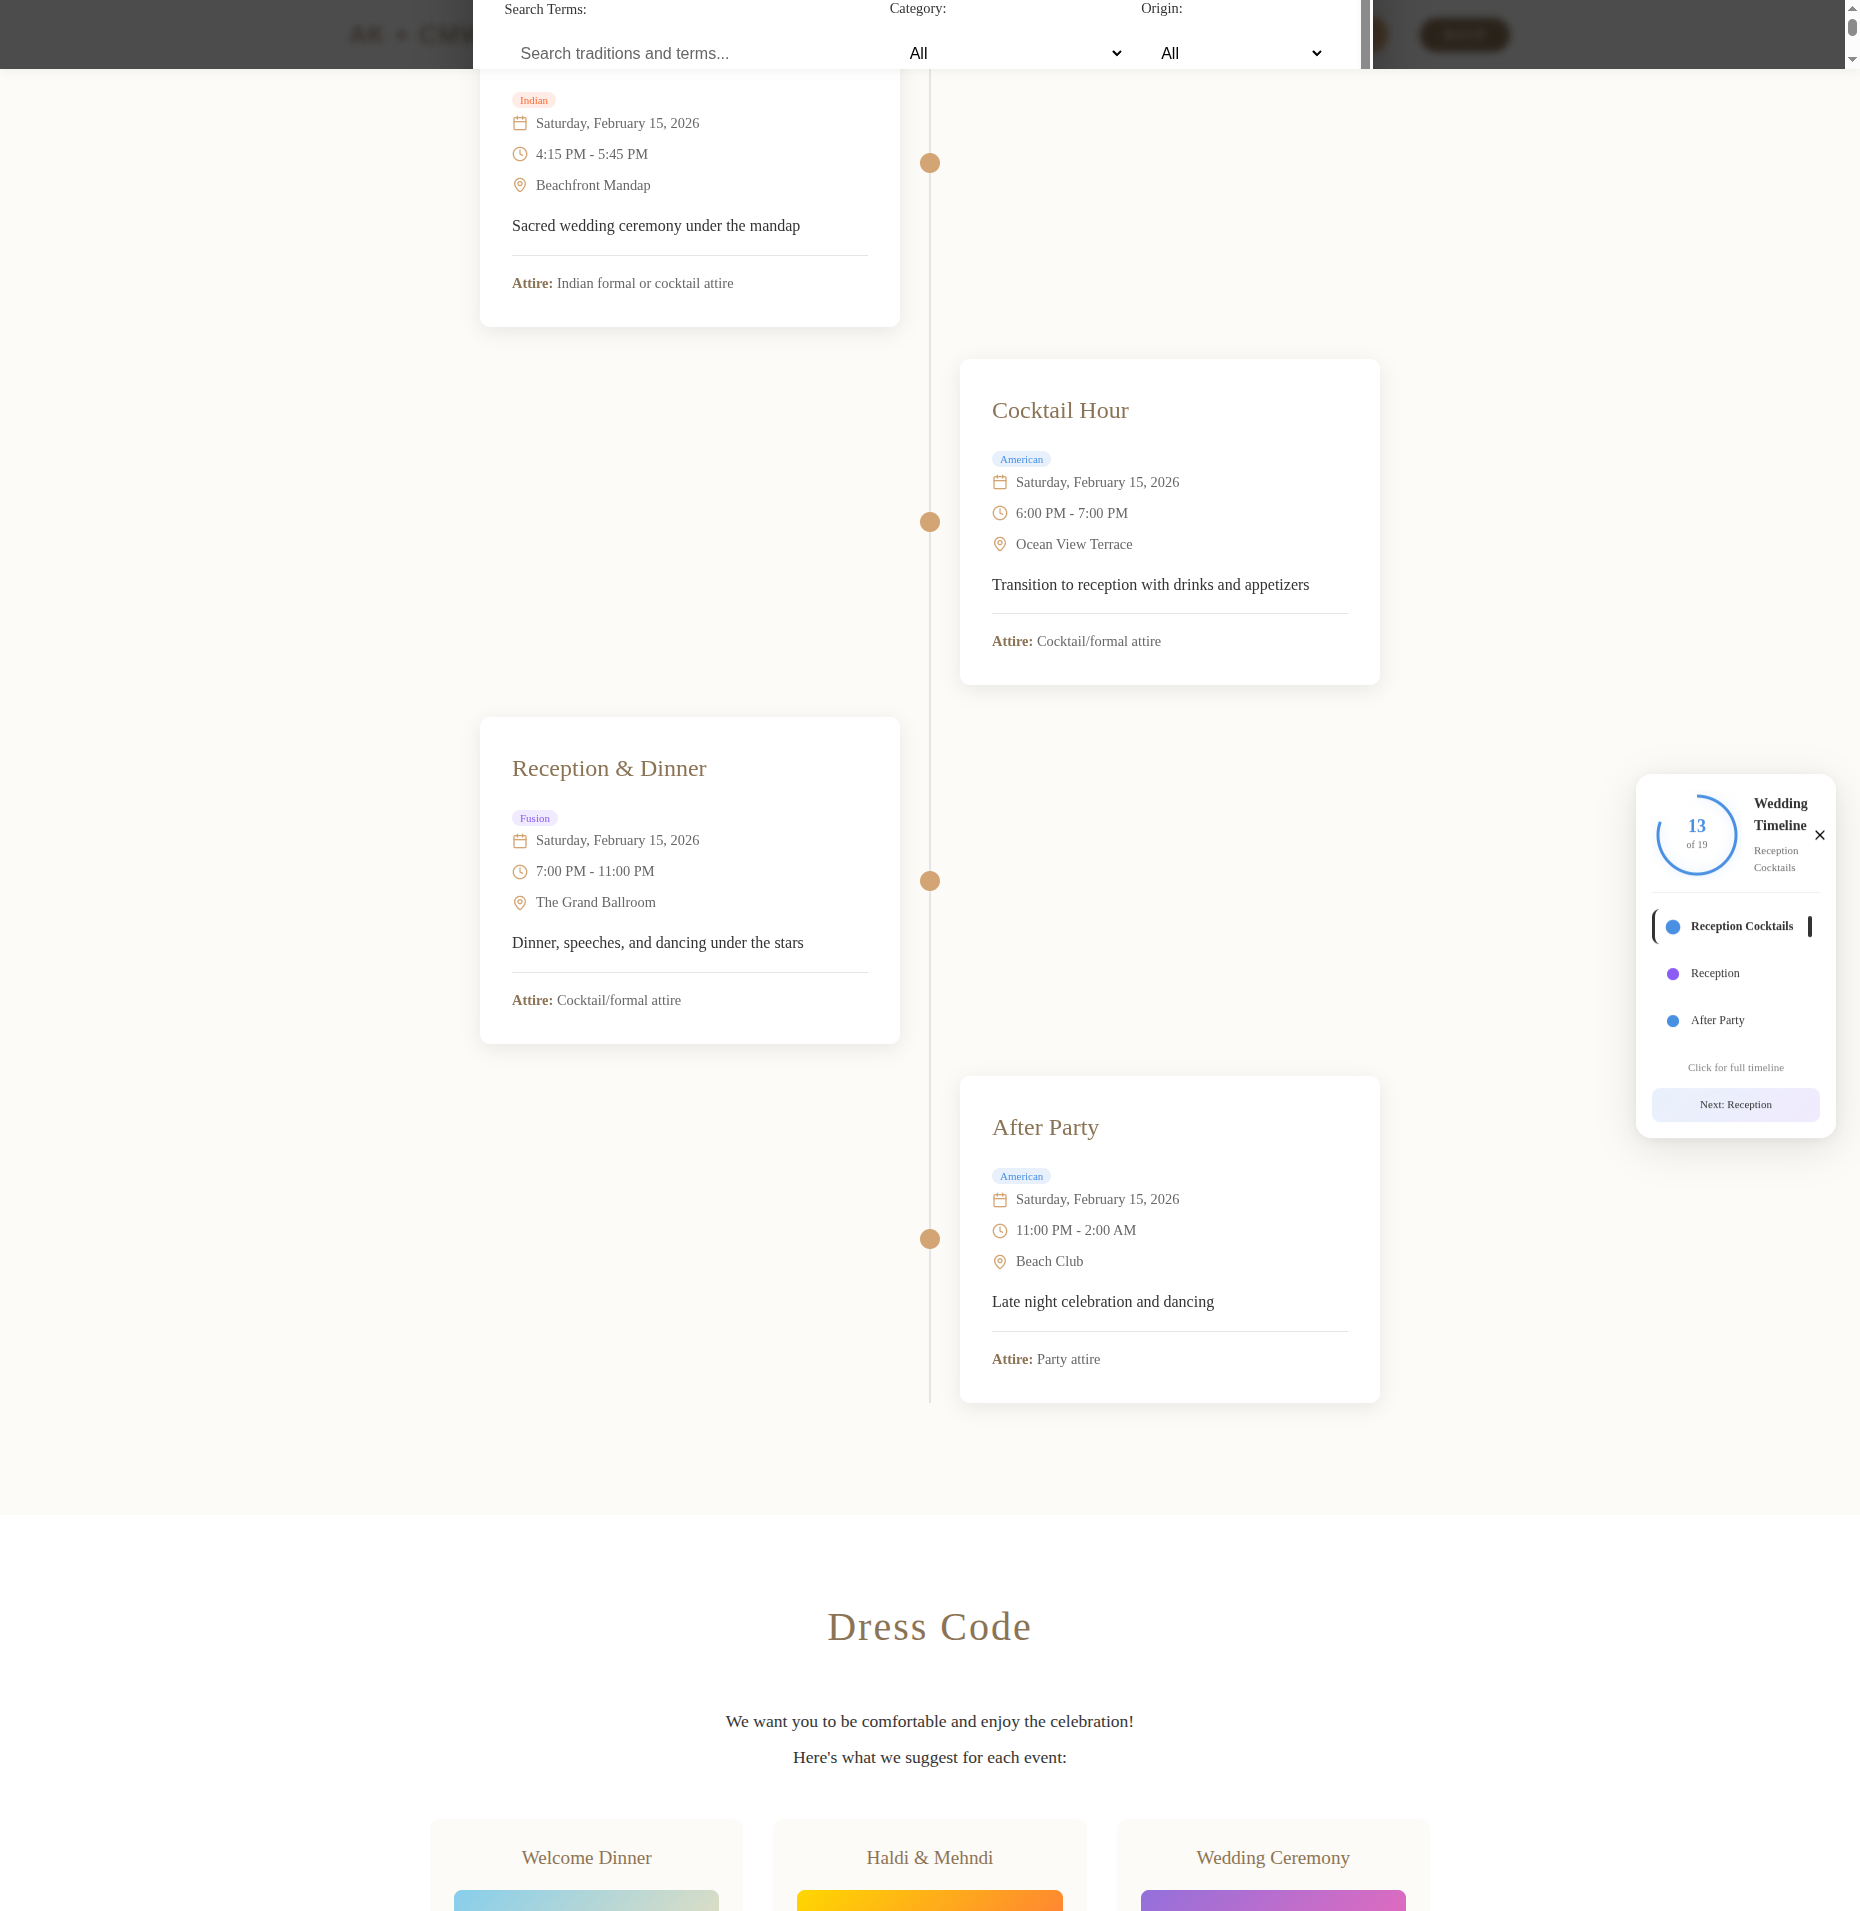 Search Terms:
Category:
Origin:
Search traditions and terms...
All
All
Indian
Saturday, February 15, 2026
4:15 PM - 5:45 PM
Beachfront Mandap
Sacred wedding ceremony under the mandap
Attire: Indian formal or cocktail attire
Cocktail Hour
American
Saturday, February 15, 2026
6:00 PM - 7:00 PM
Ocean View Terrace
Transition to reception with drinks and appetizers
Attire: Cocktail/formal attire
Reception & Dinner
Fusion
Saturday, February 15, 2026
7:00 PM - 11:00 PM
The Grand Ballroom
Dinner, speeches, and dancing under the stars
Attire: Cocktail/formal attire
After Party
American
Saturday, February 15, 2026
11:00 PM - 2:00 AM
Beach Club
Late night celebration and dancing
Attire: Party attire
13
of 19
Wedding
Timeline
Reception
Cocktails
Reception Cocktails
Reception
After Party
Click for full timeline
Next: Reception
Dress Code
We want you to be comfortable and enjoy the celebration!
Here's what we suggest for each event:
Welcome Dinner
Haldi & Mehndi
Wedding Ceremony